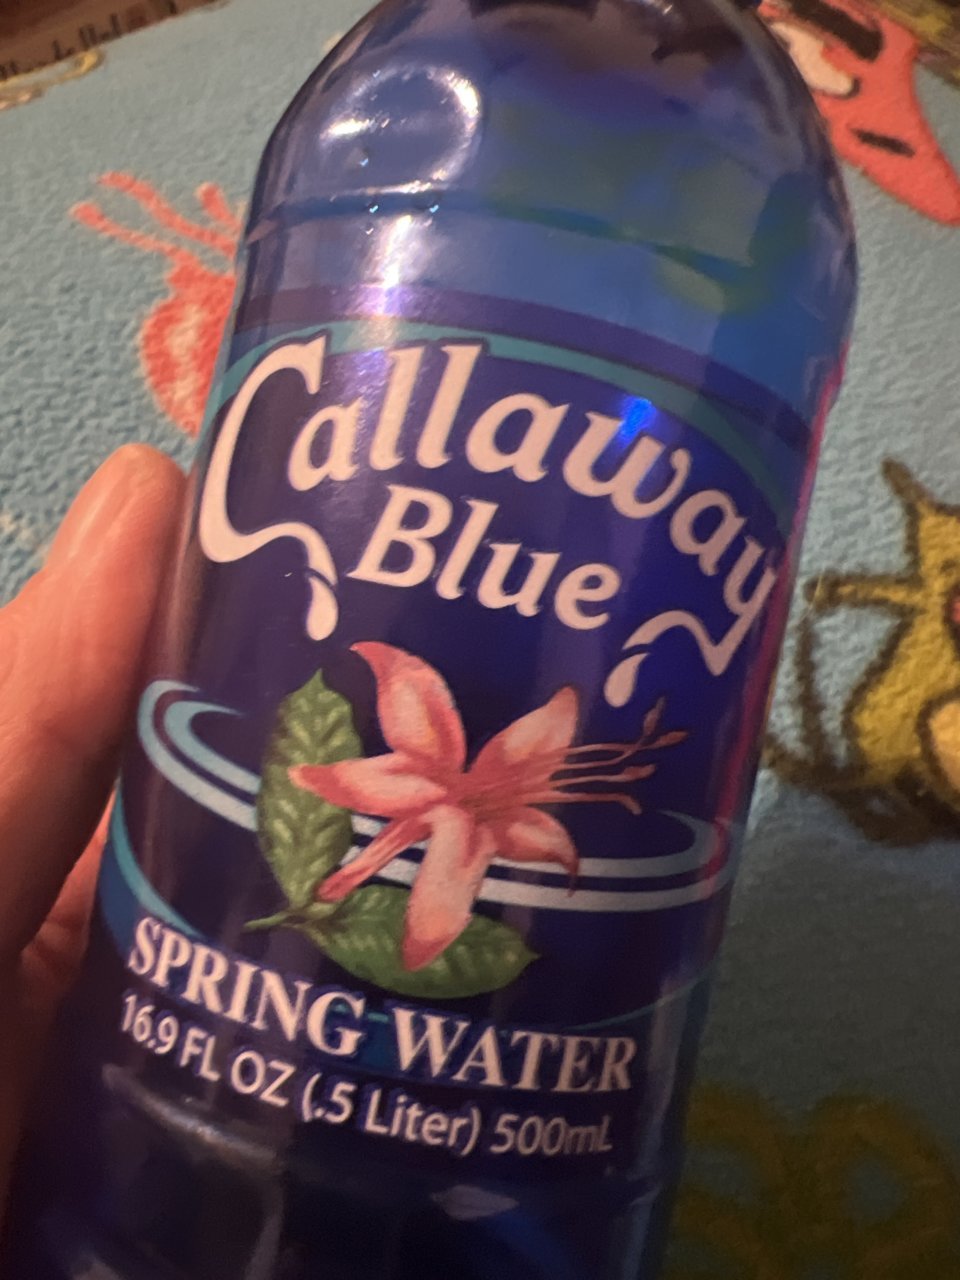 Callaway
Blue
SPRING WATER
16.9 FL OZ (.5 Liter) 500mL